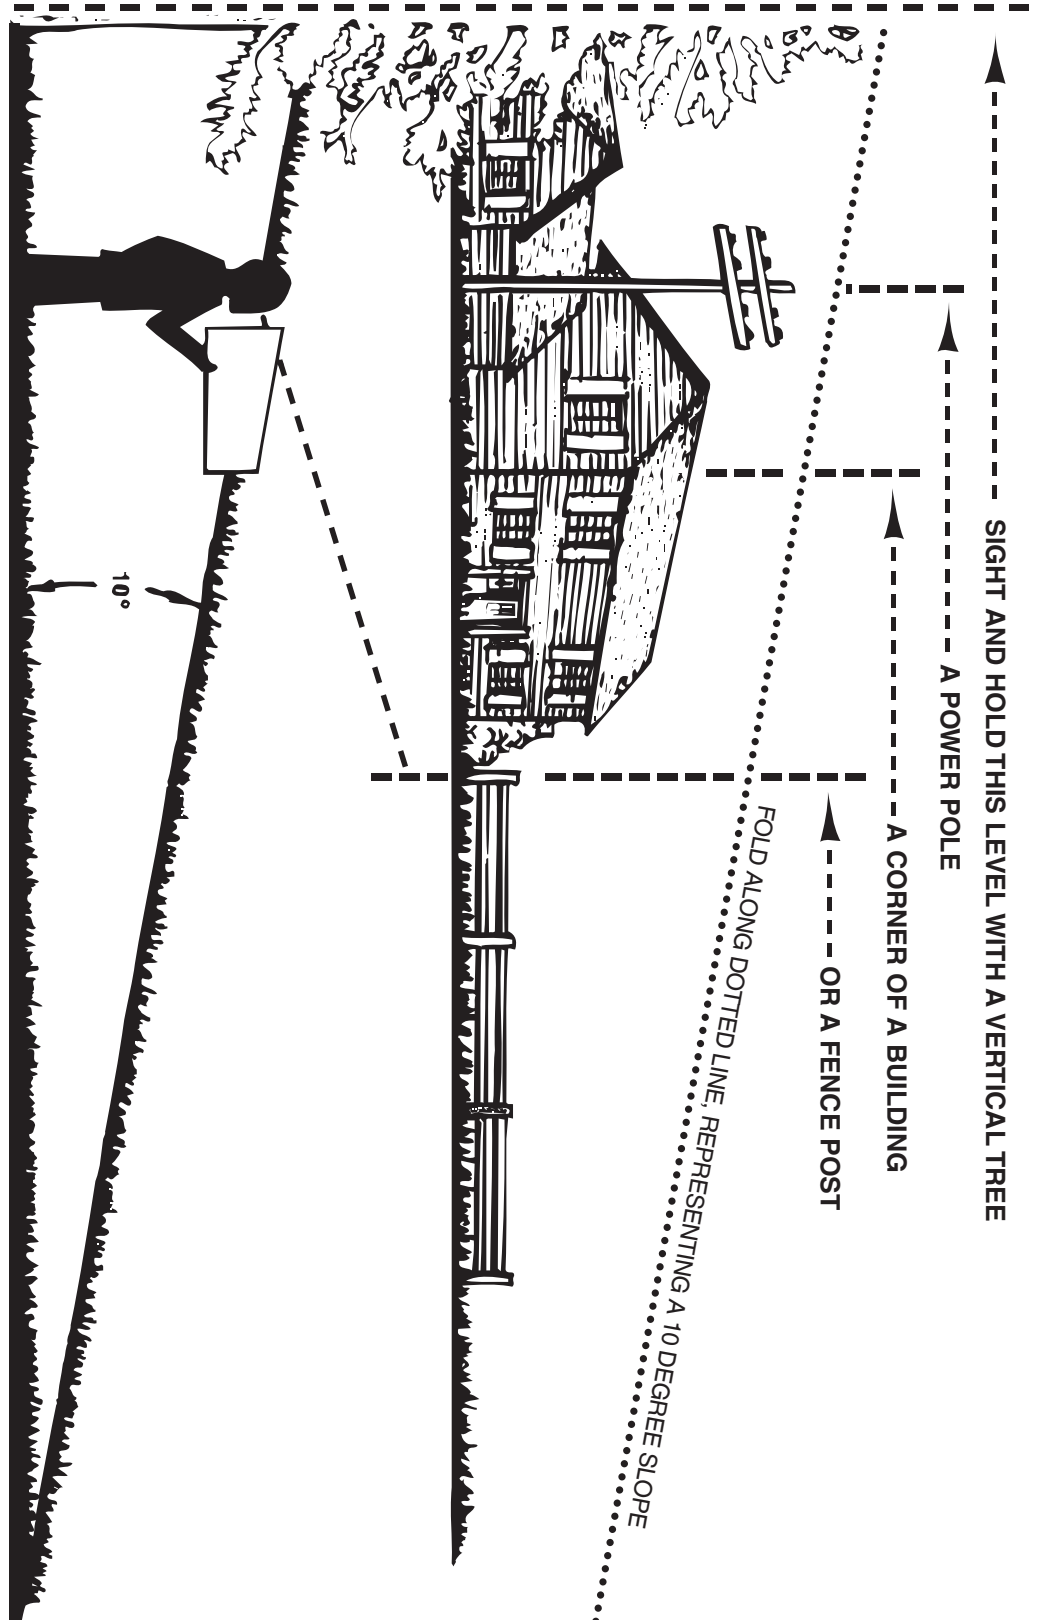 SIGHT AND HOLD THIS LEVEL WITH A VERTICAL TREE
A POWER POLE
A CORNER OF A BUILDING
OR A FENCE POST
FOLD ALONG DOTTED LINE, REPRESENTING A 10 DEGREE SLOPE
10°